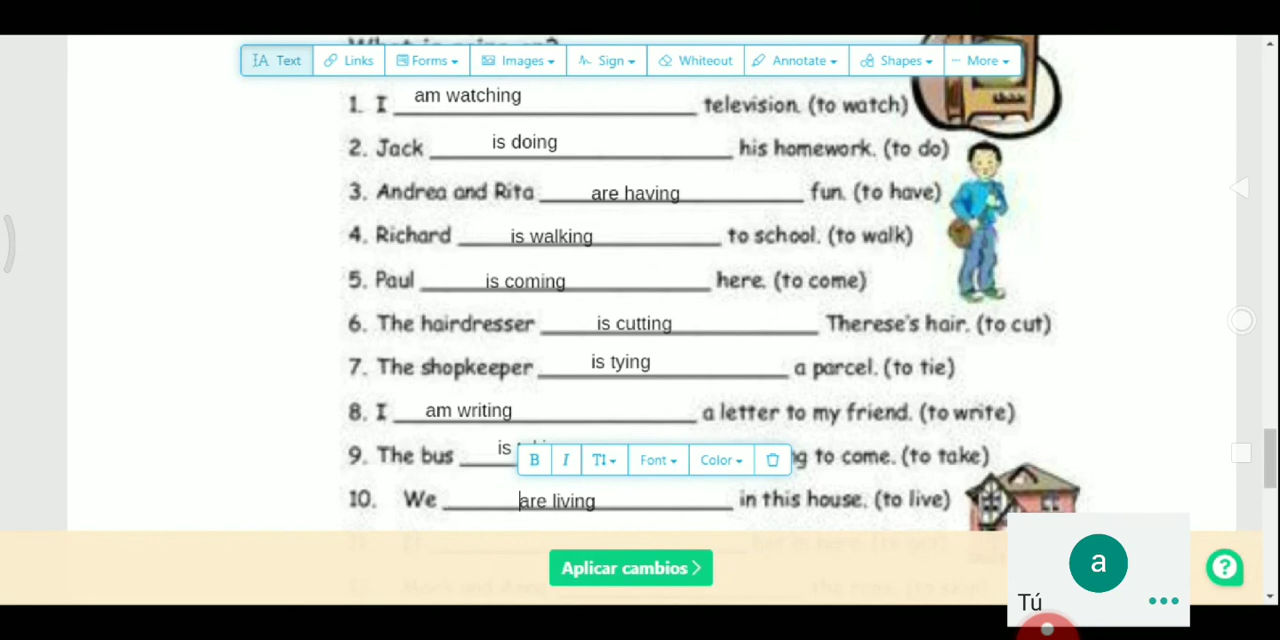 What is going on?
Text Links Forms Images Sign Whiteout Annotate Shapes More
1. I am watching television. (to watch)
2. Jack is doing his homework. (to do)
3. Andrea and Rita are having fun. (to have)
4. Richard is walking to school. (to walk)
5. Paul is coming here. (to come)
6. The hairdresser is cutting Therese's hair. (to cut)
7. The shopkeeper is tying a parcel. (to tie)
8. I am writing a letter to my friend. (to write)
9. The bus is to come. (to take)
B I Font Color
10. We are living in this house. (to live)
Aplicar cambios
a
Tú
?